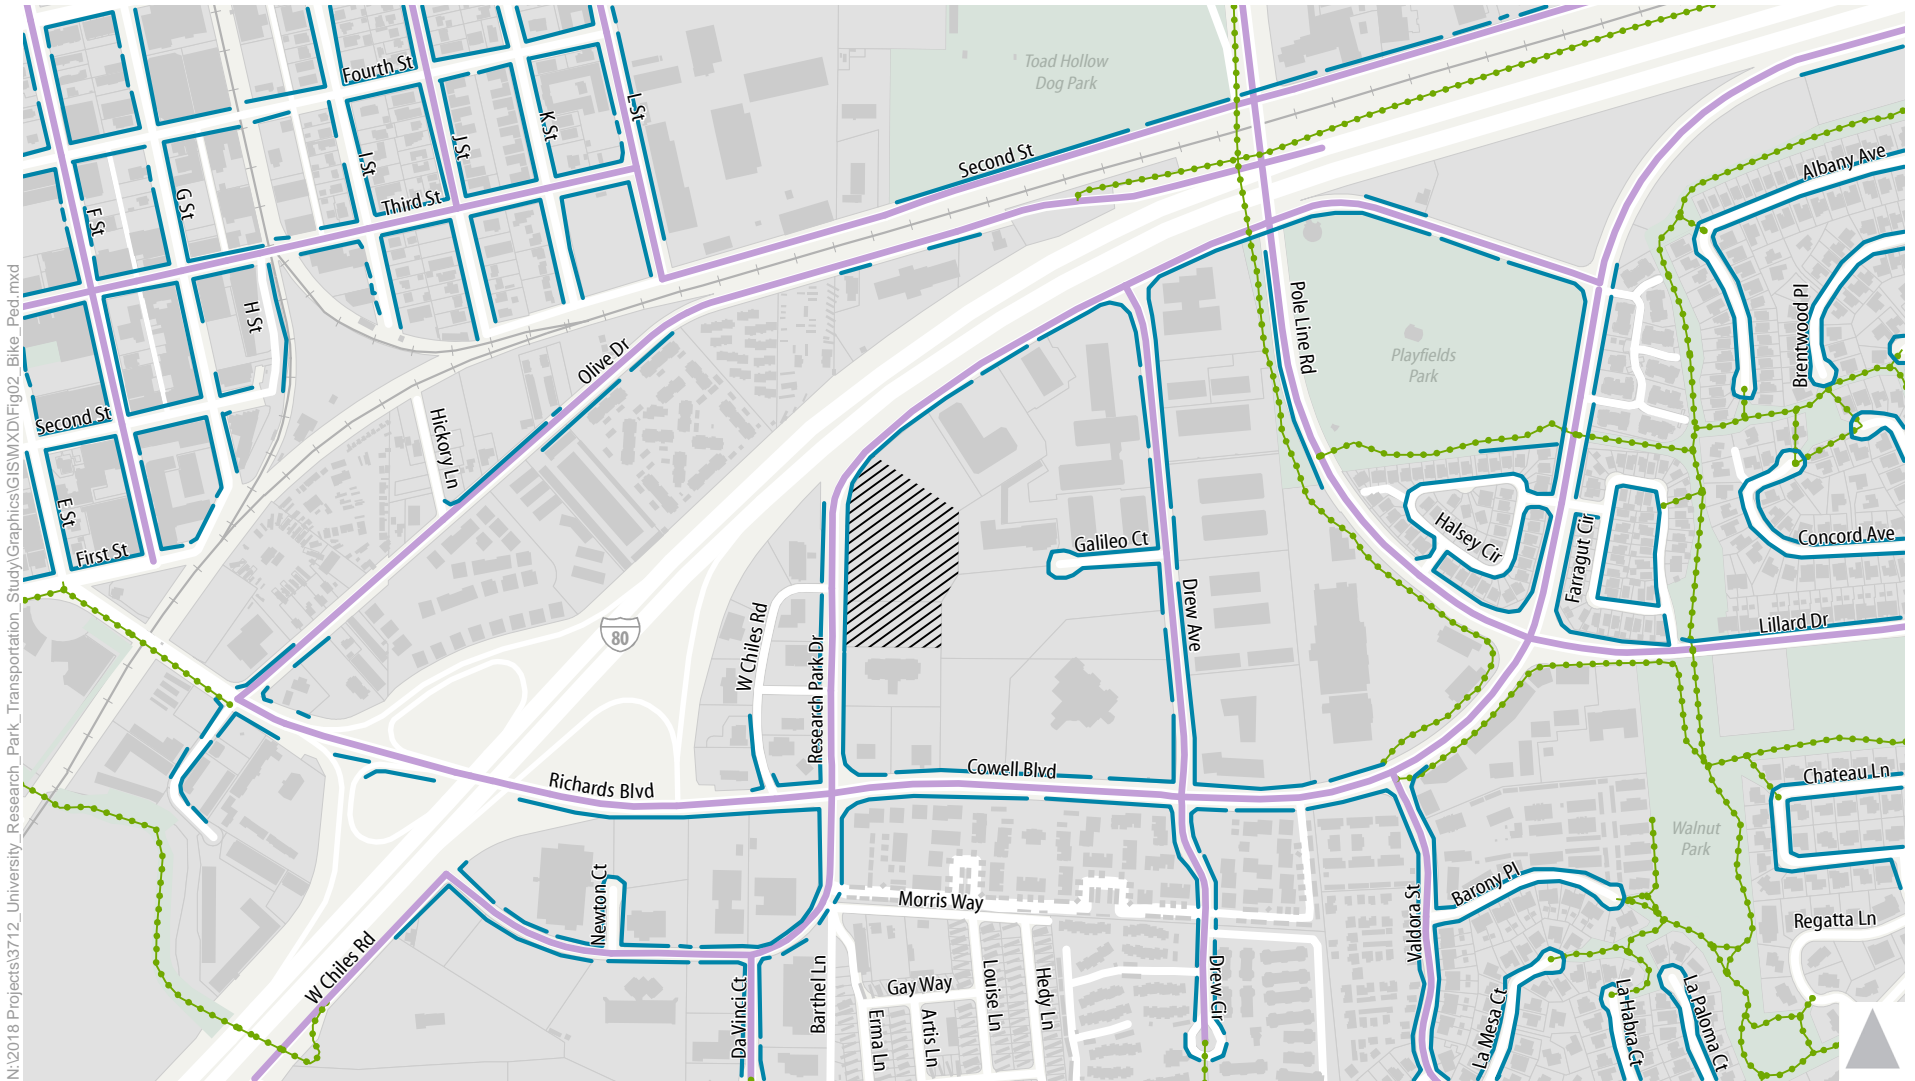 N:\2018 Projects\3712_University_Research_Park_Transportation_Study\Graphics\GIS\MXD\Fig02_Bike_Ped.mxd
Toad Hollow
Dog Park
Fourth St
L St
K St
J St
I St
Second St
Albany Ave
Third St
G St
F St
H St
Pole Line Rd
Brentwood Pl
Playfields
Park
Olive Dr
Second St
Hickory Ln
E St
First St
Halsey Cir
Concord Ave
Galileo Ct
Farragut Cir
Drew Ave
W Chiles Rd
80
Lillard Dr
Research Park Dr
Cowell Blvd
Richards Blvd
Chateau Ln
Walnut
Park
Newton Ct
Morris Way
Barony Pl
Valdora St
Regatta Ln
W Chiles Rd
Barthel Ln
DaVinci Ct
Gay Way
Erma Ln
Artis Ln
Louise Ln
Hedy Ln
Drew Cir
La Mesa Ct
La Habra Ct
La Paloma Ct